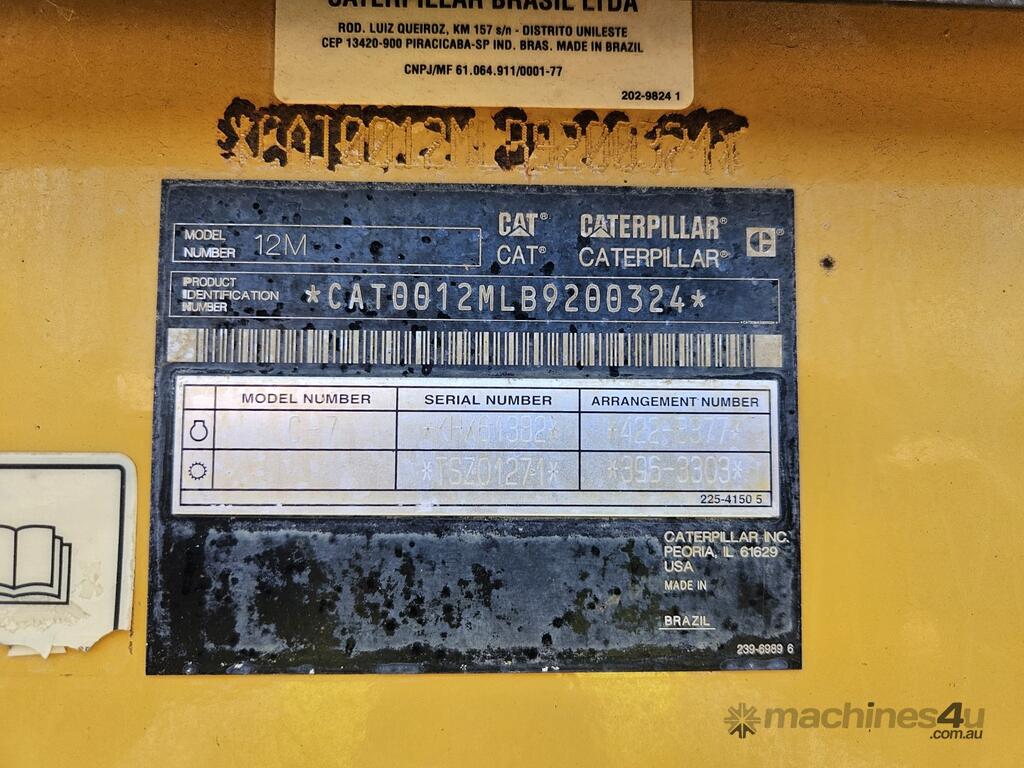 CATERPILLAR BRASIL LTDA
ROD. LUIZ QUEIROZ, KM 157 s/n - DISTRITO UNILESTE
CEP 13420-900 PIRACICABA-SP IND. BRAS. MADE IN BRAZIL
CNPJ/MF 61.064.911/0001-77
202-9824 1
*CAT0012MLB9200324*
MODEL NUMBER 12M
CAT® CATERPILLAR®
CAT® CATERPILLAR®
PRODUCT IDENTIFICATION NUMBER *CAT0012MLB9200324*
MODEL NUMBER SERIAL NUMBER ARRANGEMENT NUMBER
C-7
*TSZ01271* *396-3303*
225-4150 5
CATERPILLAR INC.
PEORIA, IL 61629
USA
MADE IN
BRAZIL
239-6989 6
machines4u
.com.au